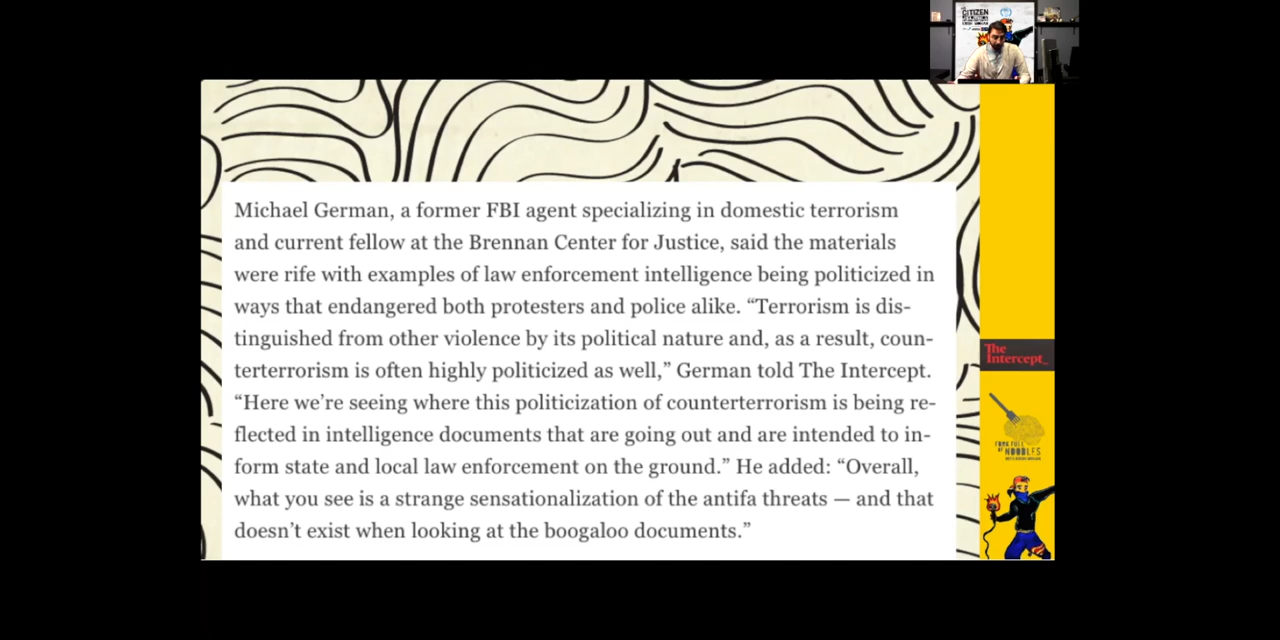 CITIZEN
Michael German, a former FBI agent specializing in domestic terrorism
and current fellow at the Brennan Center for Justice, said the materials
were rife with examples of law enforcement intelligence being politicized in
ways that endangered both protesters and police alike. “Terrorism is dis-
tinguished from other violence by its political nature and, as a result, coun-
terterrorism is often highly politicized as well,” German told The Intercept.
“Here we’re seeing where this politicization of counterterrorism is being re-
flected in intelligence documents that are going out and are intended to in-
form state and local law enforcement on the ground.” He added: “Overall,
what you see is a strange sensationalization of the antifa threats — and that
doesn’t exist when looking at the boogaloo documents.”
The
Intercept_
FORK FULL
OF NOODLES